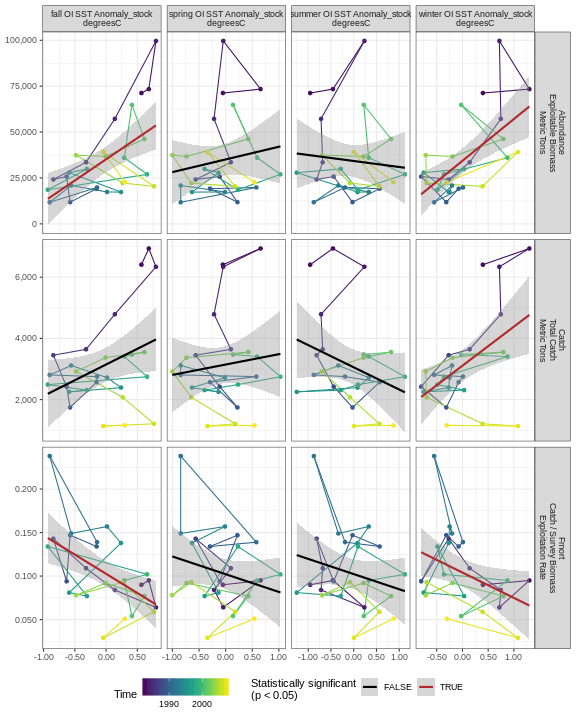 fall OI SST Anomaly_stock
degreesC
spring OI SST Anomaly_stock
degreesC
summer OI SST Anomaly_stock
degreesC
winter OI SST Anomaly_stock
degreesC
100,000
75,000
50,000
25,000
0
Abundance
Exploitable Biomass
Metric Tons
6,000
4,000
2,000
Catch
Total Catch
Metric Tons
0.200
0.150
0.100
0.050
Fmort
Catch / Survey Biomass
Exploitation Rate
-1.00 -0.50 0.00 0.50 -1.00 -0.50 0.00 0.50 1.00 -1.00 -0.50 0.00 0.50 1.00 0.00 0.50 1.00
Time
1990 2000
Statistically significant
(p < 0.05)
FALSE
TRUE